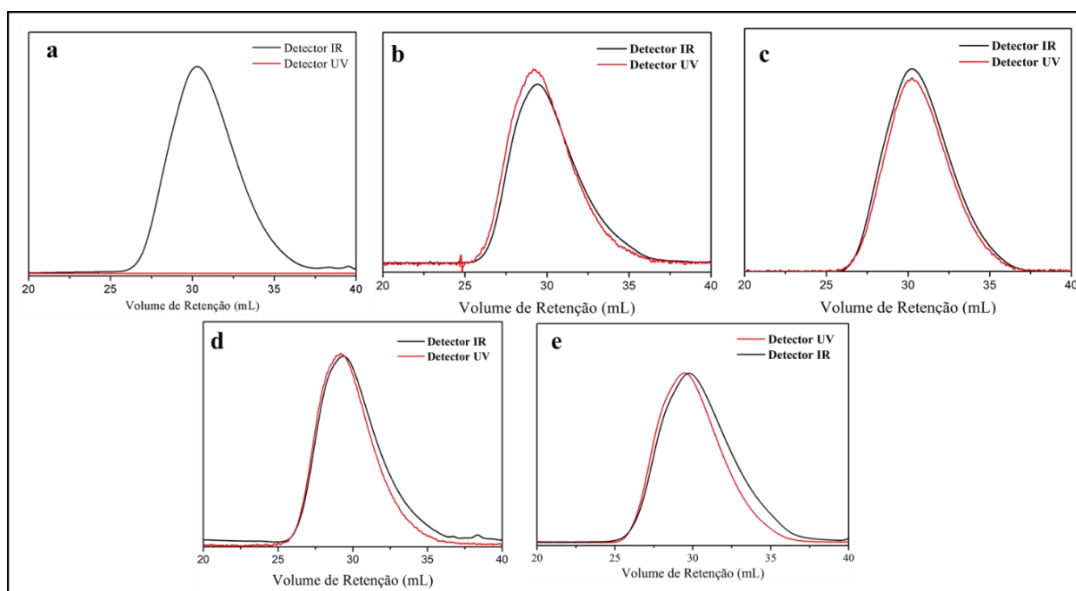 a
Detector IR
Detector UV
20 25 30 35 40
Volume de Retenção (mL)
b
Detector IR
Detector UV
20 25 30 35 40
Volume de Retenção (mL)
c
Detector IR
Detector UV
20 25 30 35 40
Volume de Retenção (mL)
d
Detector IR
Detector UV
20 25 30 35 40
Volume de Retenção (mL)
e
Detector UV
Detector IR
20 25 30 35 40
Volume de Retenção (mL)